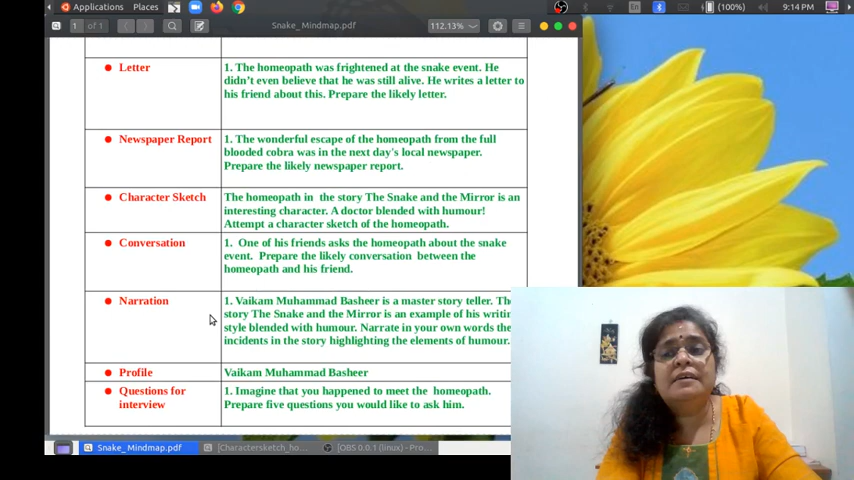 Applications Places
9:14 PM
(100%)
1 of 1
Snake_Mindmap.pdf
112.13%
Letter
1. The homeopath was frightened at the snake event. He
didn't even believe that he was still alive. He writes a letter to
his friend about this. Prepare the likely letter.
Newspaper Report
1. The wonderful escape of the homeopath from the full
blooded cobra was in the next day's local newspaper.
Prepare the likely newspaper report.
Character Sketch
The homeopath in the story The Snake and the Mirror is an
interesting character. A doctor blended with humour!
Attempt a character sketch of the homeopath.
Conversation
1. One of his friends asks the homeopath about the snake
event. Prepare the likely conversation between the
homeopath and his friend.
Narration
1. Vaikam Muhammad Basheer is a master story teller. The
story The Snake and the Mirror is an example of his writin
style blended with humour. Narrate in your own words the
incidents in the story highlighting the elements of humour.
Profile
Vaikam Muhammad Basheer
Questions for
interview
1. Imagine that you happened to meet the homeopath.
Prepare five questions you would like to ask him.
Snake_Mindmap.pdf
[Charactersketch_ho...
[OBS 0.0.1 (linux) - Pro...